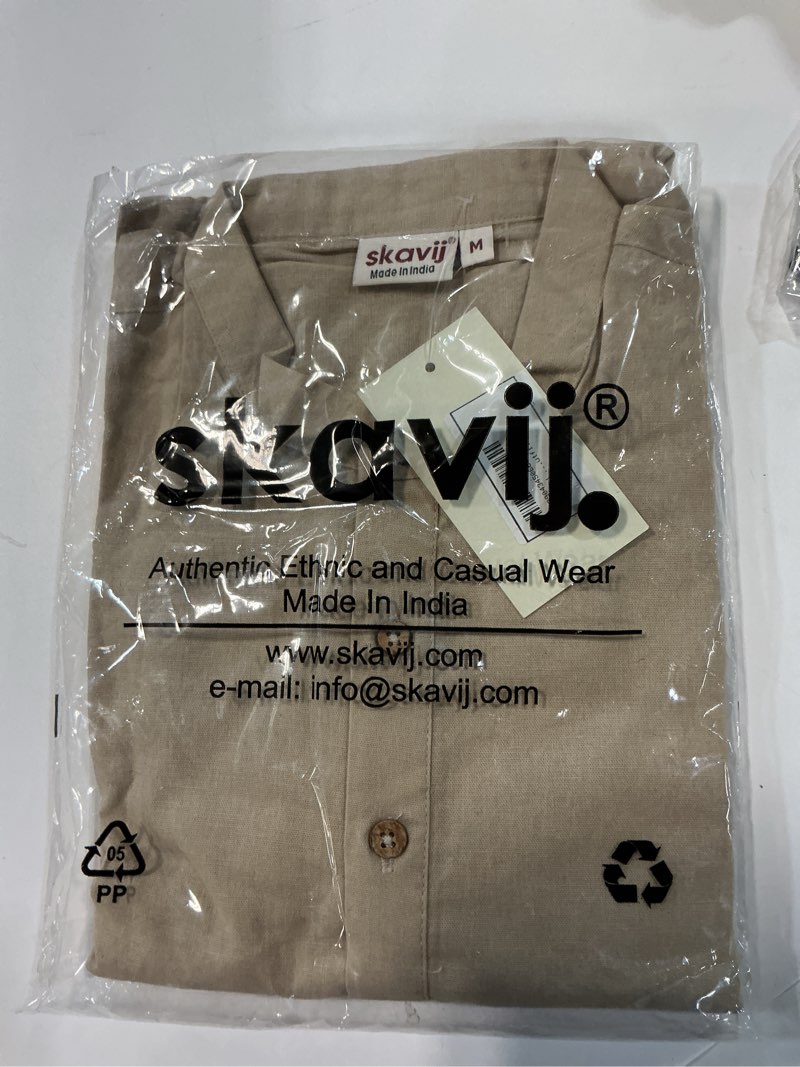 skavij®
Made In India
M
skavij.®
Authentic Ethnic and Casual Wear
Made In India
www.skavij.com
e-mail: info@skavij.com
05
PP